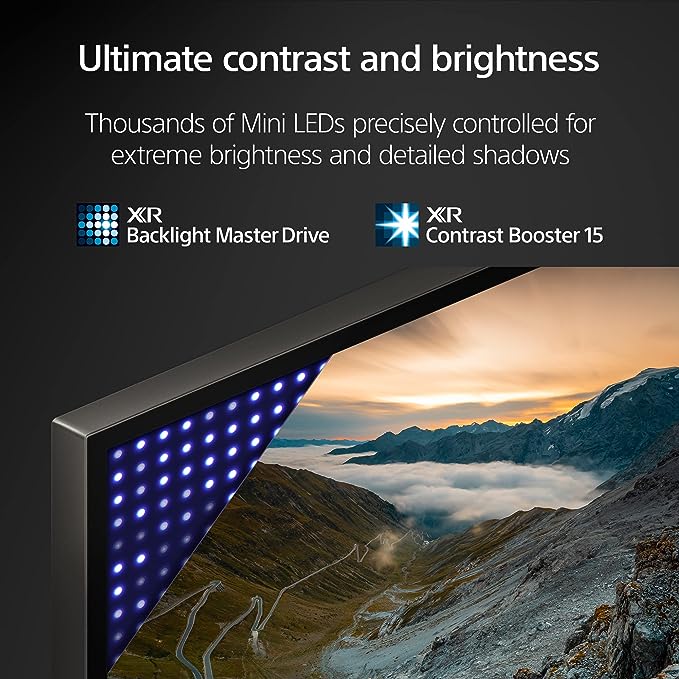 Ultimate contrast and brightness
Thousands of Mini LEDs precisely controlled for
extreme brightness and detailed shadows
XR
Backlight Master Drive
XR
Contrast Booster 15